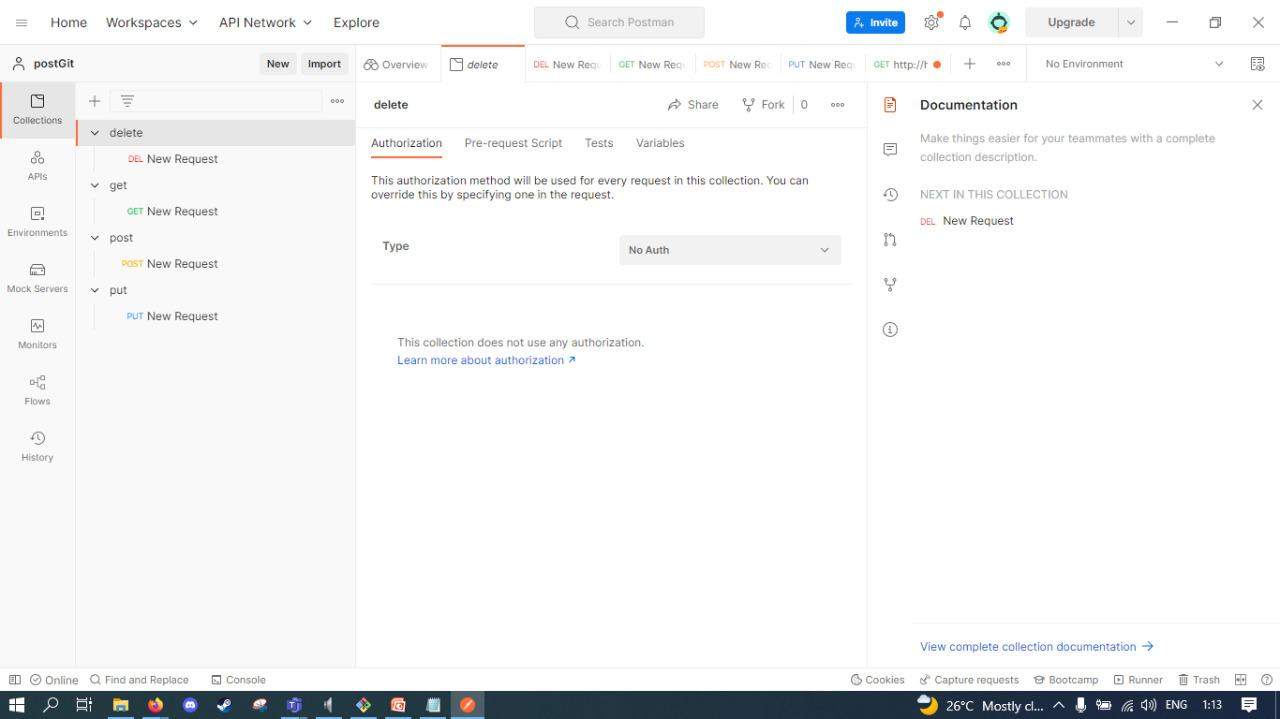 Home Workspaces API Network Explore Search Postman Invite Upgrade
postGit New Import Overview delete DEL New Requ GET New Requ POST New Rec PUT New Requ GET http://h No Environment
Collections
APIs
Environments
Mock Servers
Monitors
Flows
History
delete
DEL New Request
get
GET New Request
post
POST New Request
put
PUT New Request
delete Share Fork 0
Authorization Pre-request Script Tests Variables
This authorization method will be used for every request in this collection. You can
override this by specifying one in the request.
Type No Auth
This collection does not use any authorization.
Learn more about authorization ↗
Documentation
Make things easier for your teammates with a complete
collection description.
NEXT IN THIS COLLECTION
DEL New Request
View complete collection documentation →
Online Find and Replace Console Cookies Capture requests Bootcamp Runner Trash
26°C Mostly cl... ENG 1:13